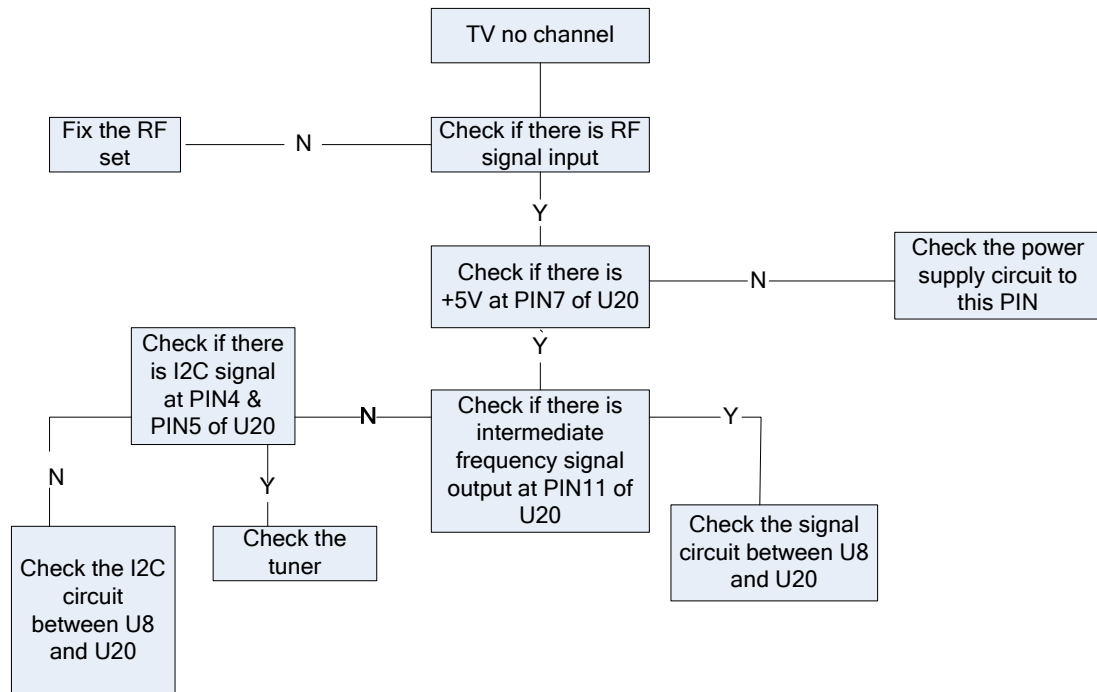 TV no channel
Fix the RF
set
N
Check if there is RF
signal input
Y
Check if there is
+5V at PIN7 of U20
N
Check the power
supply circuit to
this PIN
Y
Check if there
is I2C signal
at PIN4 &
PIN5 of U20
N
Check if there is
intermediate
frequency signal
output at PIN11 of
U20
Y
N
Y
Check the I2C
circuit
between U8
and U20
Check the
tuner
Check the signal
circuit between U8
and U20